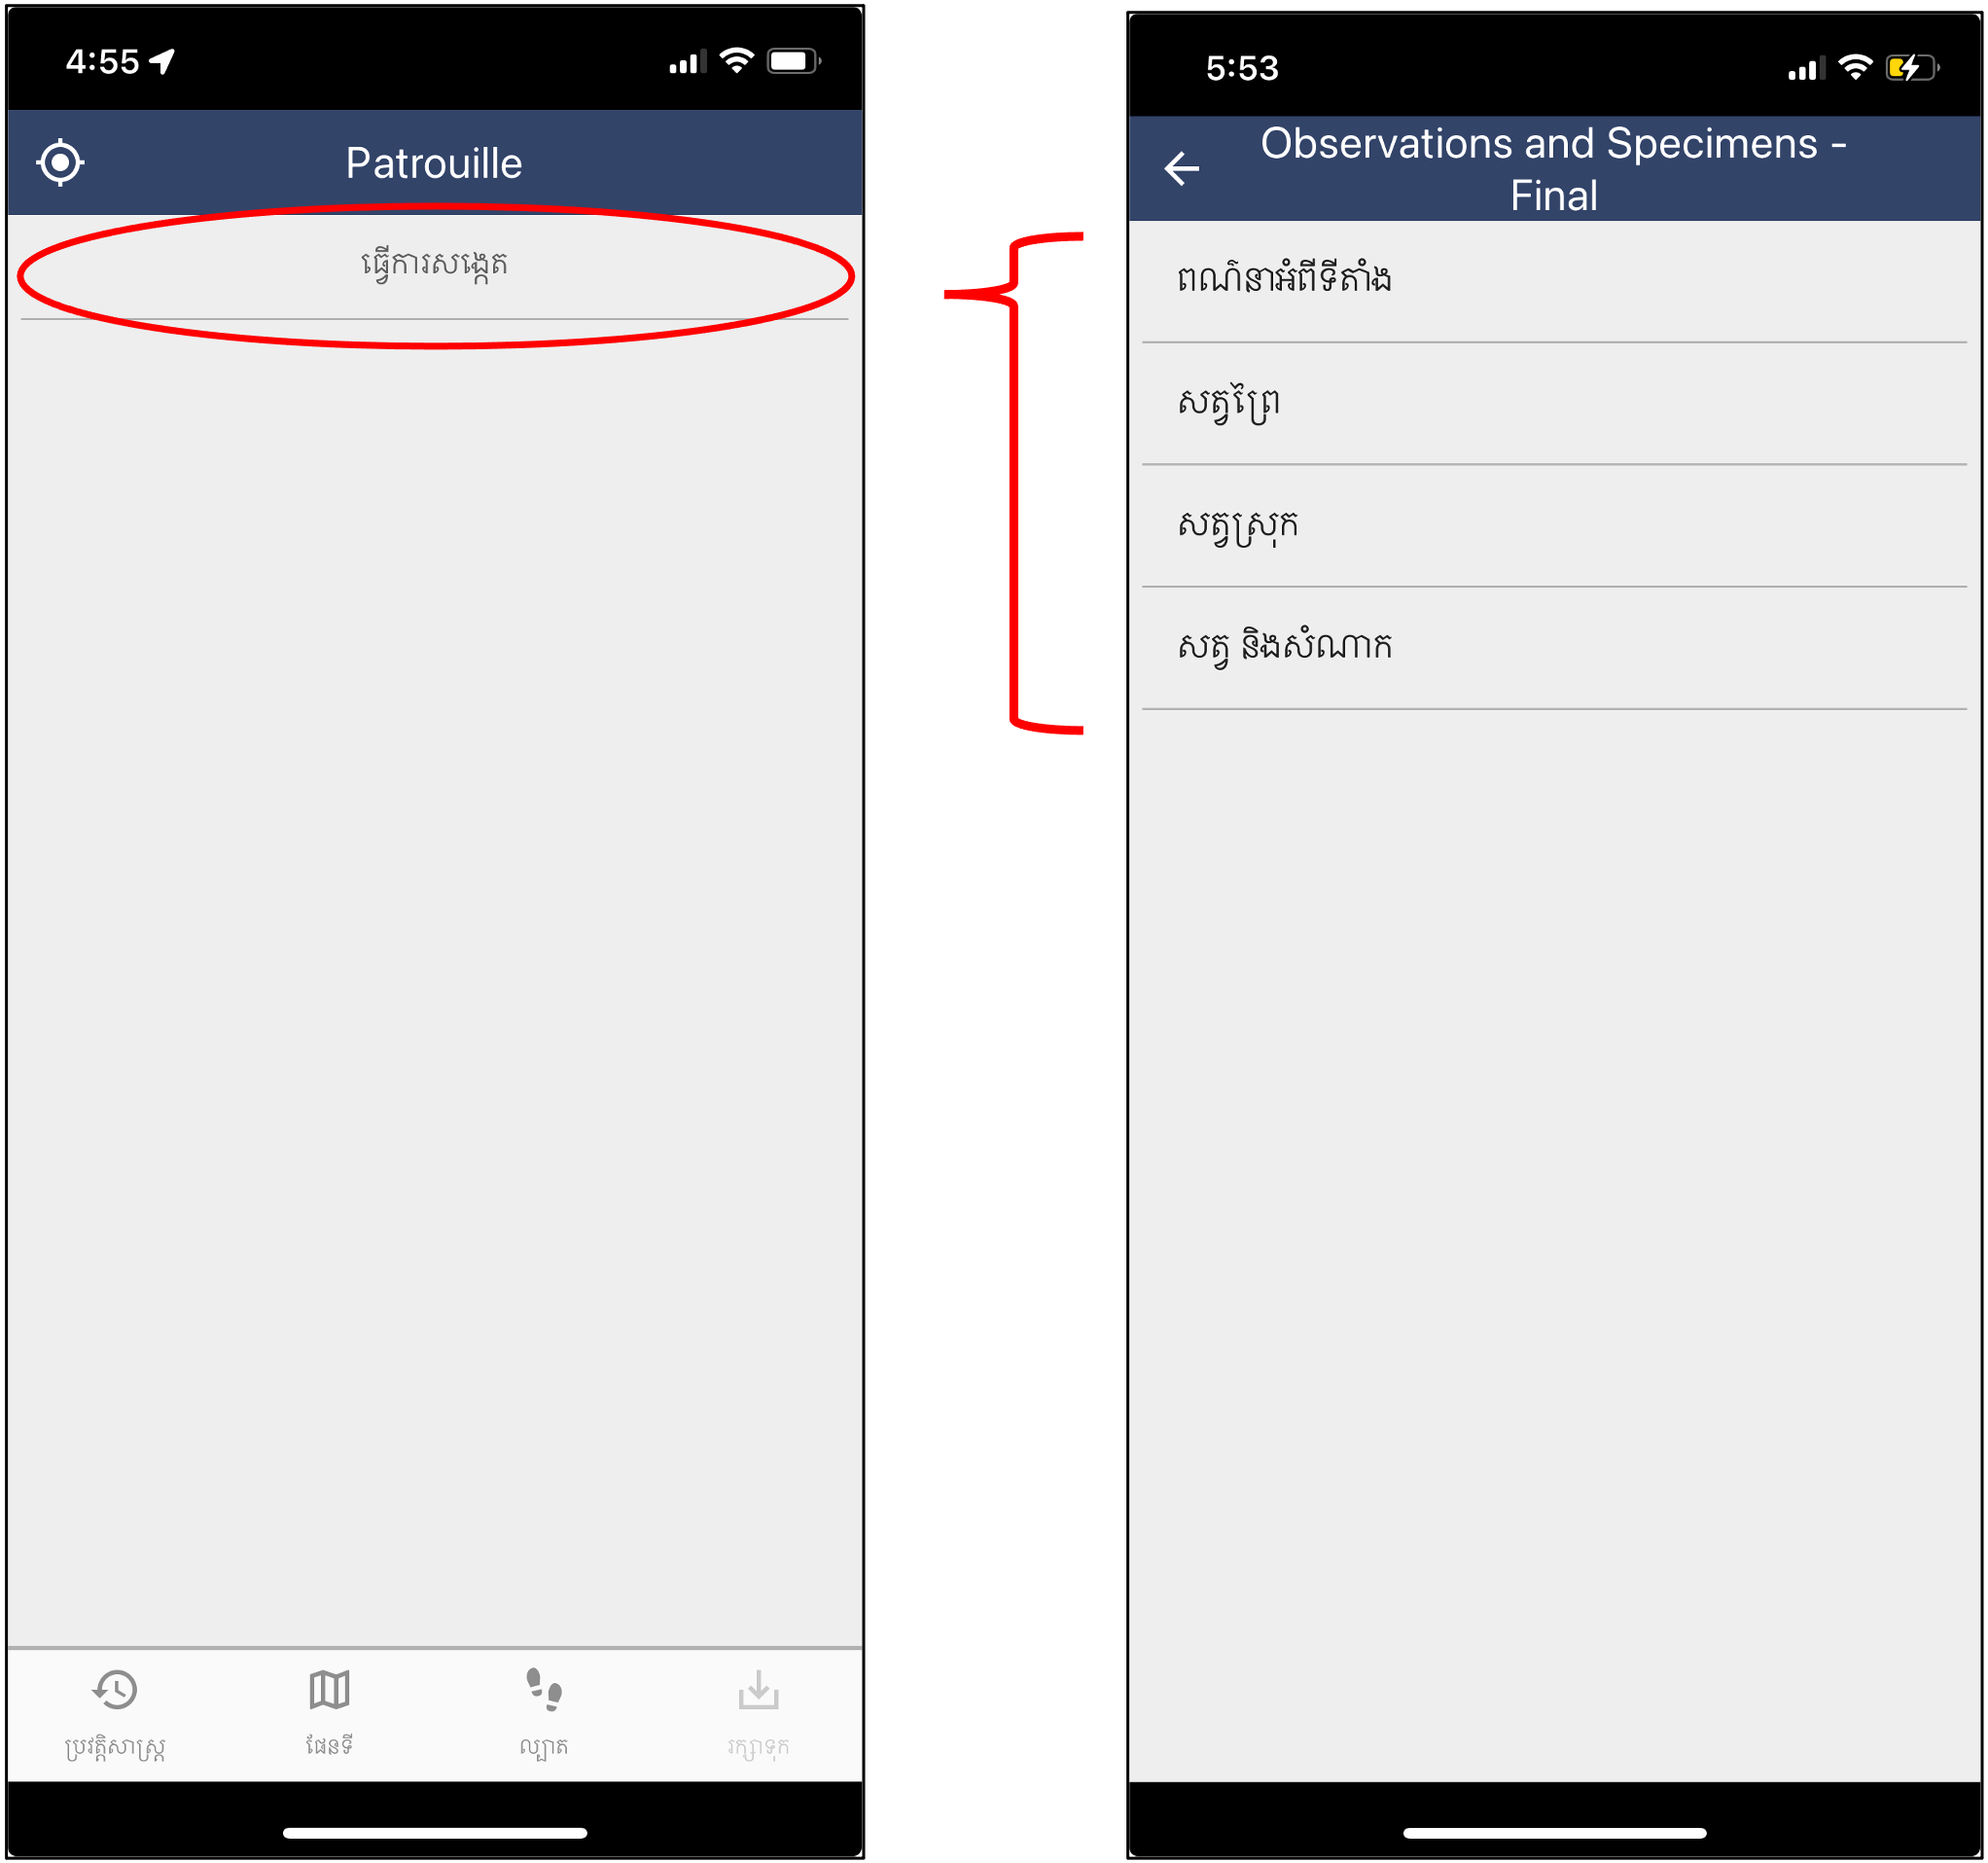 4:55
Patrouille
ធ្វើការសង្កេត
ប្រវត្តិសាស្ត្រ
ផែនទី
ល្បាត
រក្សាទុក
5:53
Observations and Specimens -
Final
ពណ៌នាអំពីទីតាំង
សត្វព្រៃ
សត្វស្រុក
សត្វ និងសំណាក